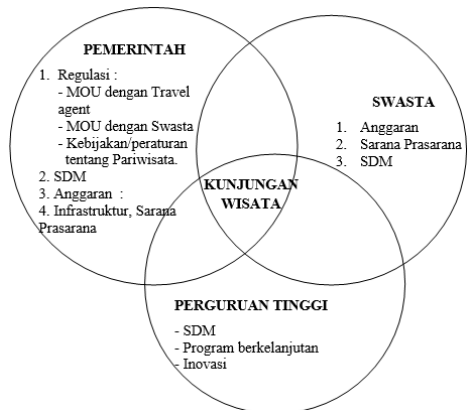 PEMERINTAH
1. Regulasi :
- MOU dengan Travel
agent
- MOU dengan Swasta
- Kebijakan/peraturan
tentang Pariwisata.
2. SDM
3. Anggaran :
4. Infrastruktur, Sarana
Prasarana
SWASTA
1. Anggaran
2. Sarana Prasarana
3. SDM
KUNJUNGAN
WISATA
PERGURUAN TINGGI
- SDM
- Program berkelanjutan
- Inovasi